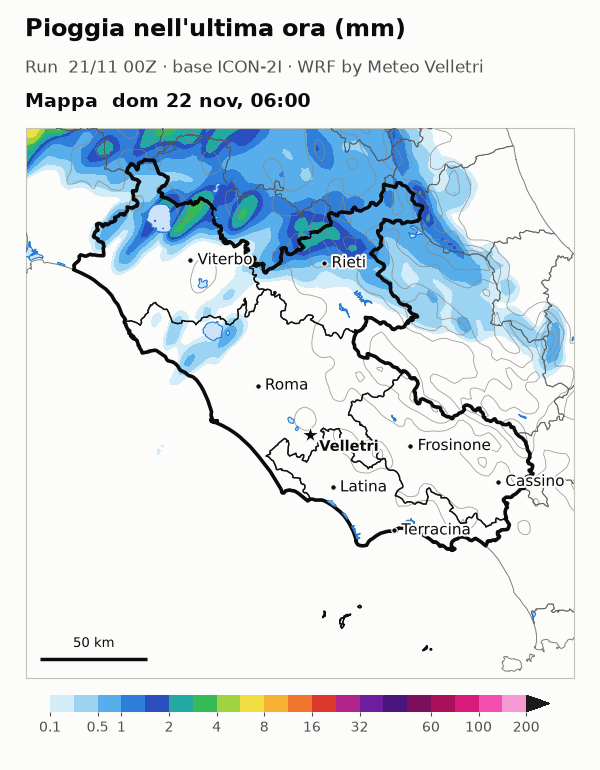 Pioggia nell'ultima ora (mm)
Run 21/11 00Z · base ICON-2I · WRF by Meteo Velletri
Mappa dom 22 nov, 06:00
Viterbo
Rieti
Roma
Velletri
Frosinone
Latina
Cassino
Terracina
50 km
0.1 0.5 1 2 4 8 16 32 60 100 200